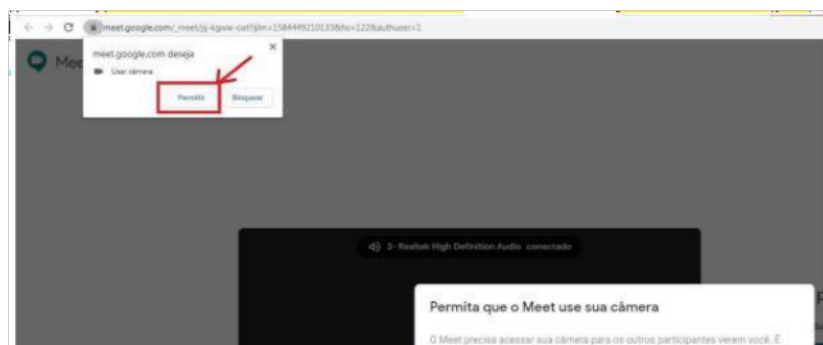 meet.google.com/_meet/jij-kgww-oat?ijlm=1584449210133&hs=122&authuser=1
Meet
meet.google.com deseja
Usar câmera
Permitir
Bloquear
3- Realtek High Definition Audio conectado
Permita que o Meet use sua câmera
O Meet precisa acessar sua câmera para os outros participantes verem você. É